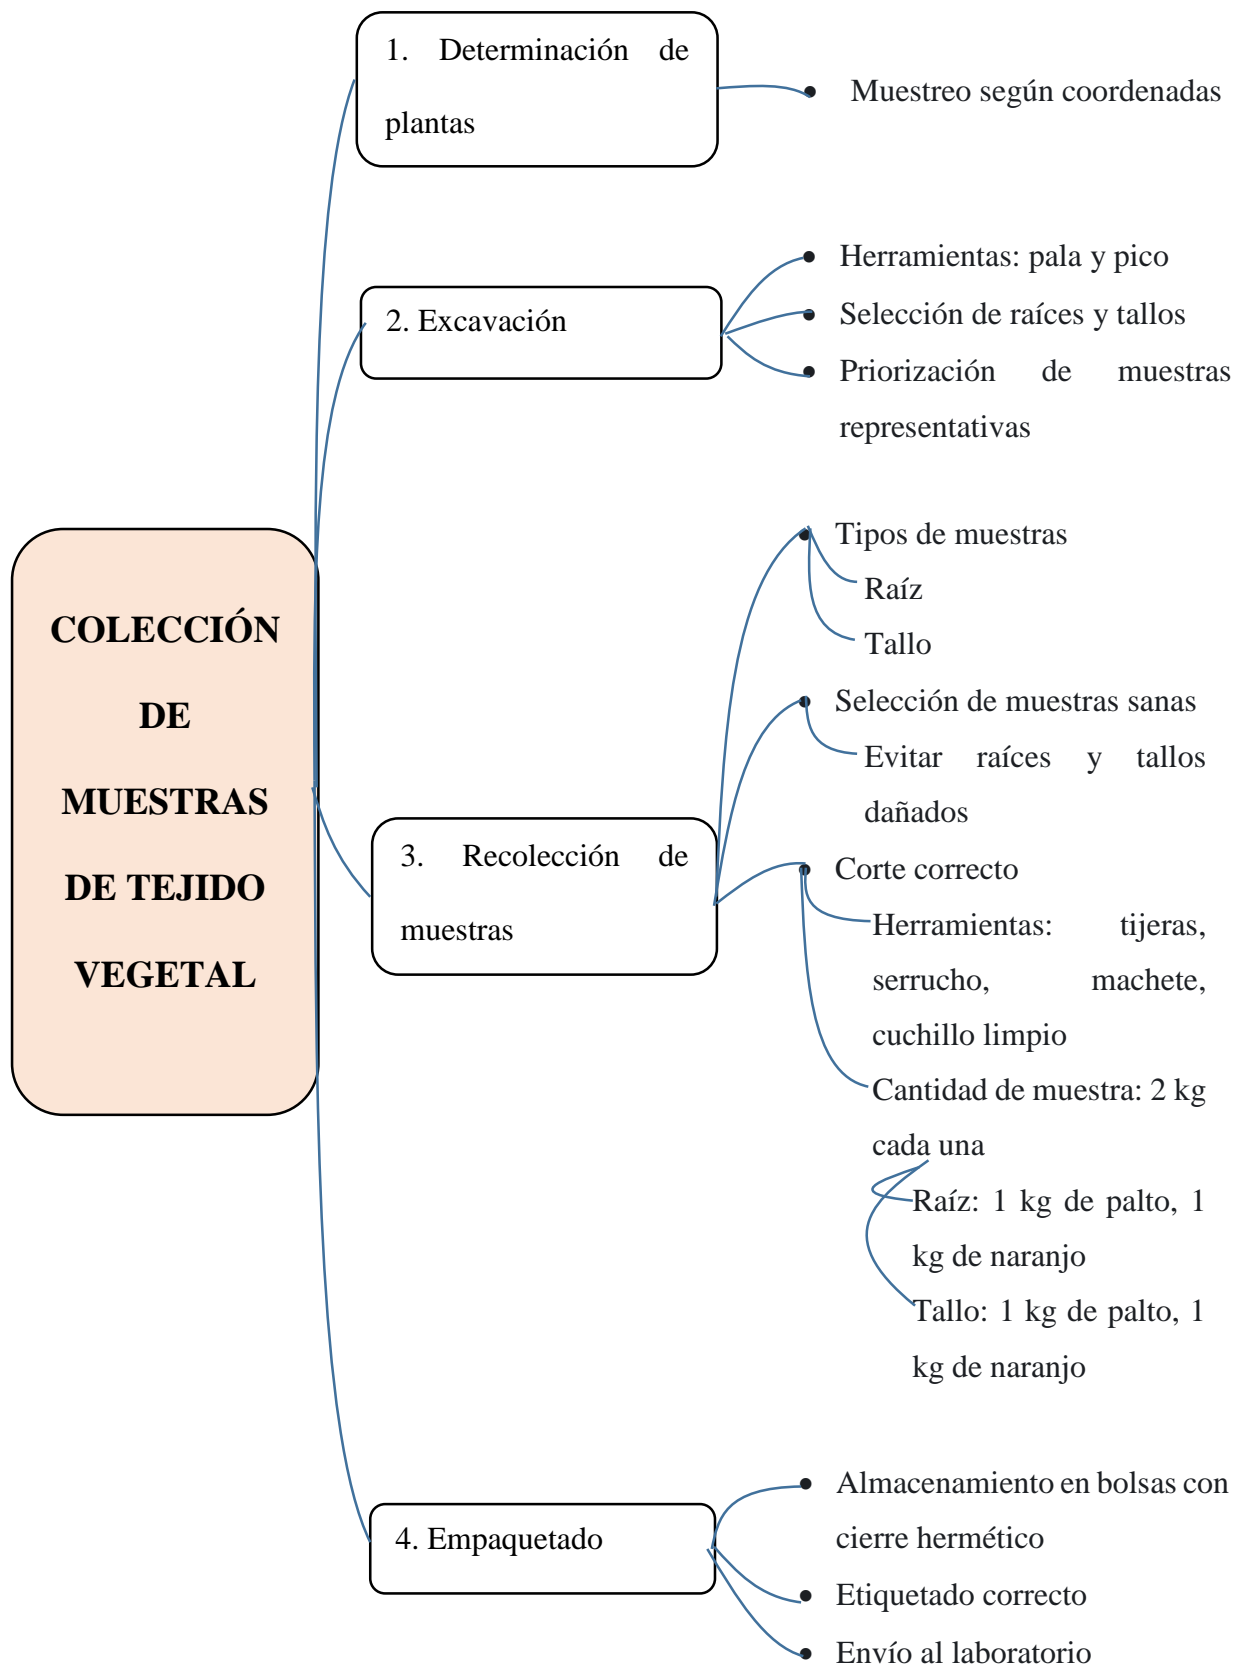 1. Determinación de
plantas
Muestreo según coordenadas
2. Excavación
Herramientas: pala y pico
Selección de raíces y tallos
Priorización de muestras
representativas
COLECCIÓN
DE
MUESTRAS
DE TEJIDO
VEGETAL
3. Recolección de
muestras
Tipos de muestras
Raíz
Tallo
Selección de muestras sanas
Evitar raíces y tallos
dañados
Corte correcto
Herramientas: tijeras,
serrucho, machete,
cuchillo limpio
Cantidad de muestra: 2 kg
cada una
Raíz: 1 kg de palto, 1
kg de naranjo
Tallo: 1 kg de palto, 1
kg de naranjo
4. Empaquetado
Almacenamiento en bolsas con
cierre hermético
Etiquetado correcto
Envío al laboratorio